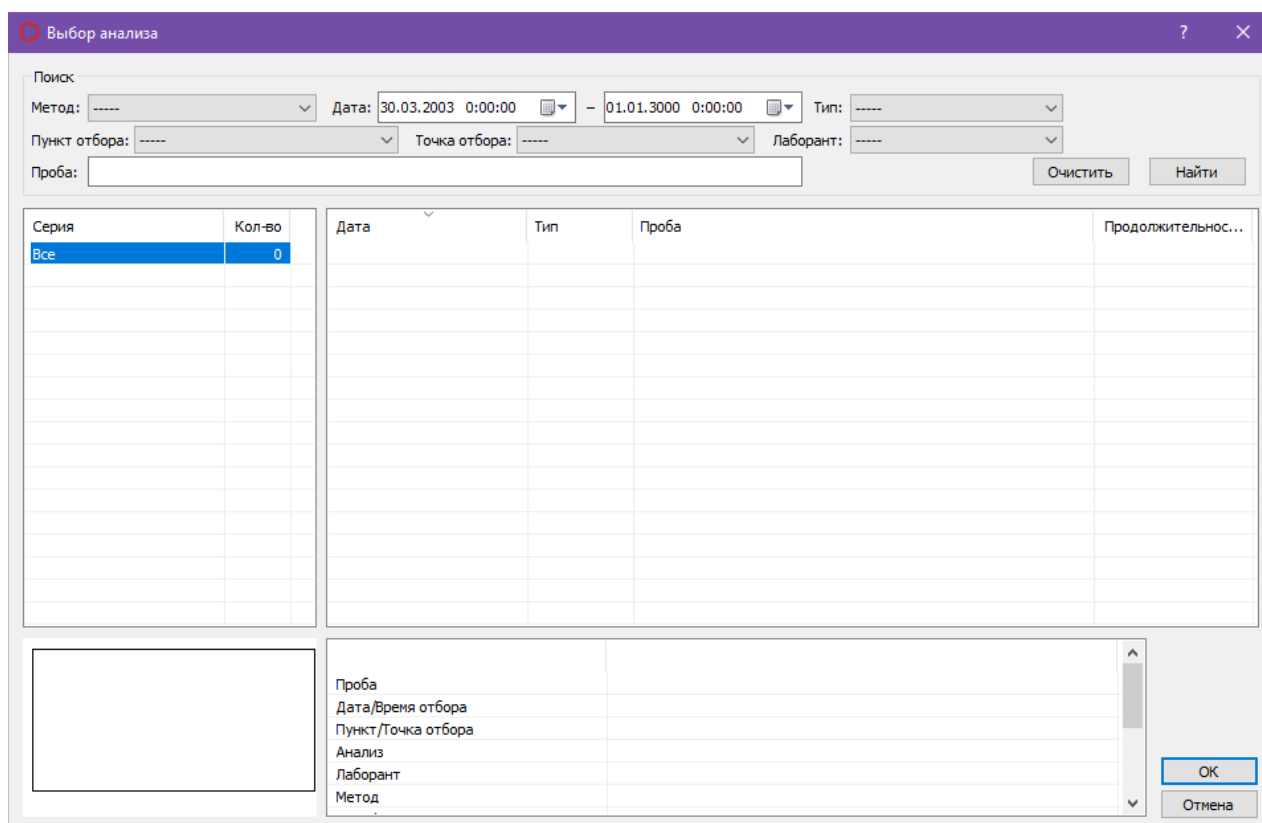 Выбор анализа ?
Поиск
Метод: ----- Дата: 30.03.2003 0:00:00 – 01.01.3000 0:00:00 Тип: -----
Пункт отбора: ----- Точка отбора: ----- Лаборант: -----
Проба: Очистить Найти
Серия Кол-во Дата Тип Проба Продолжительнос...
Все 0
Проба
Дата/Время отбора
Пункт/Точка отбора
Анализ
Лаборант
Метод
OK
Отмена